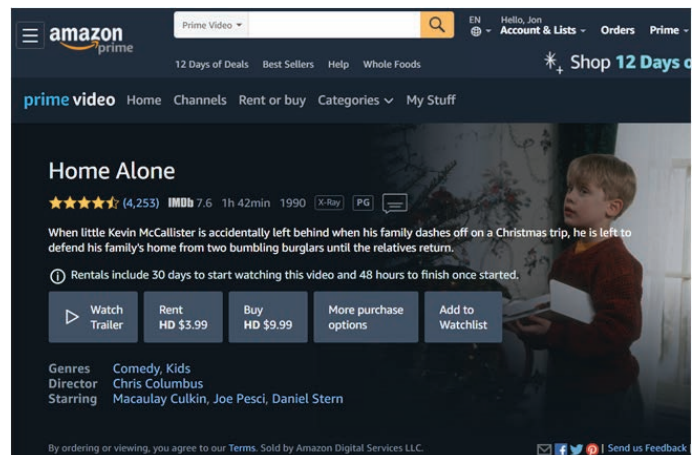 amazon
prime
Prime Video
EN
Hello, Jon
Account & Lists
Orders
Prime
12 Days of Deals Best Sellers Help Whole Foods
Shop 12 Days o
prime video Home Channels Rent or buy Categories My Stuff
Home Alone
(4,253) IMDb 7.6 1h 42min 1990 X-Ray PG
When little Kevin McCallister is accidentally left behind when his family dashes off on a Christmas trip, he is left to
defend his family's home from two bumbling burglars until the relatives return.
Rentals include 30 days to start watching this video and 48 hours to finish once started.
Watch
Trailer
Rent
HD $3.99
Buy
HD $9.99
More purchase
options
Add to
Watchlist
Genres Comedy, Kids
Director Chris Columbus
Starring Macaulay Culkin, Joe Pesci, Daniel Stern
By ordering or viewing, you agree to our Terms. Sold by Amazon Digital Services LLC.
| Send us Feedback